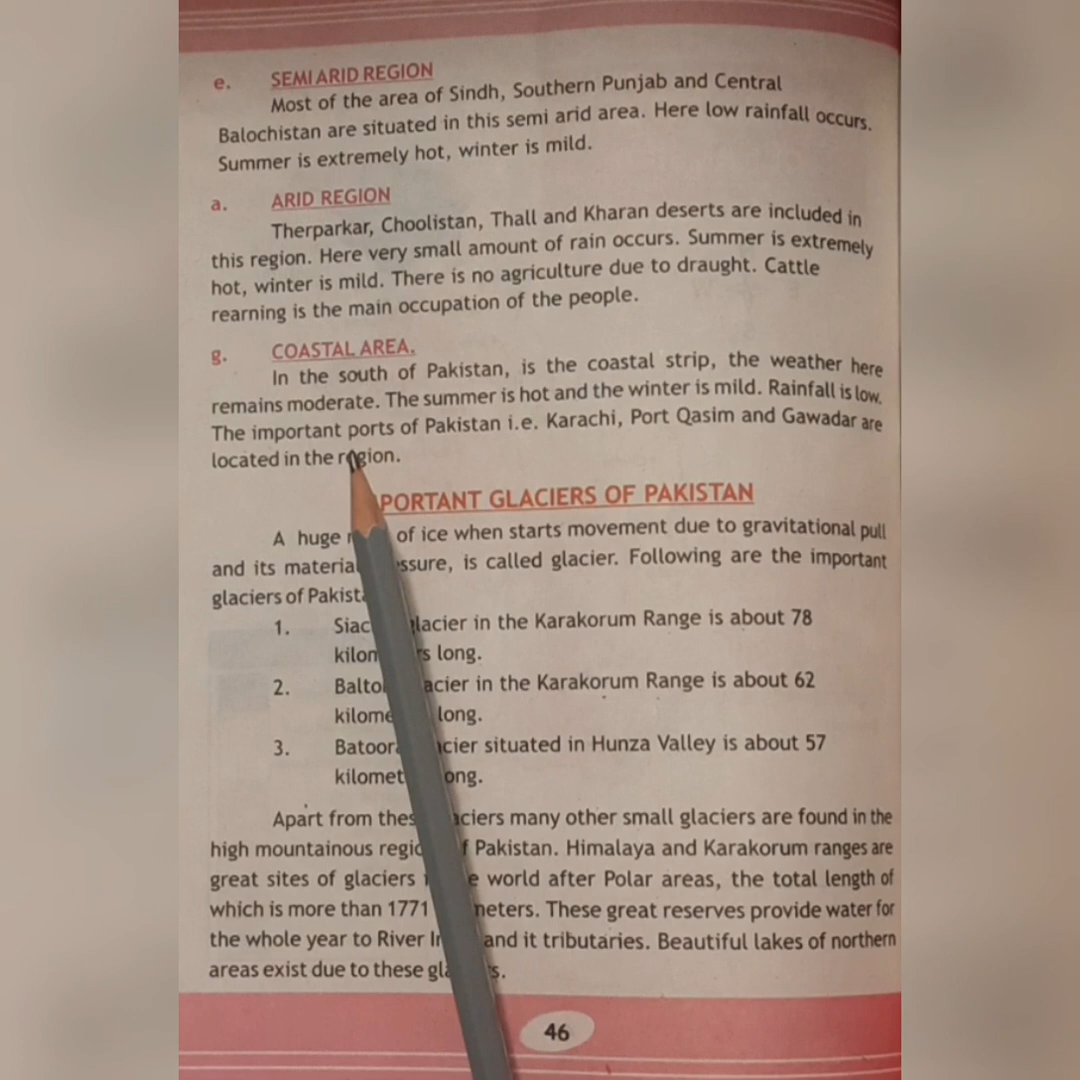 e. SEMI ARID REGION
Most of the area of Sindh, Southern Punjab and Central
Balochistan are situated in this semi arid area. Here low rainfall occurs.
Summer is extremely hot, winter is mild.
a. ARID REGION
Therparkar, Choolistan, Thall and Kharan deserts are included in
this region. Here very small amount of rain occurs. Summer is extremely
hot, winter is mild. There is no agriculture due to draught. Cattle
rearning is the main occupation of the people.
g. COASTAL AREA.
In the south of Pakistan, is the coastal strip, the weather here
remains moderate. The summer is hot and the winter is mild. Rainfall is low.
The important ports of Pakistan i.e. Karachi, Port Qasim and Gawadar are
located in the region.
PORTANT GLACIERS OF PAKISTAN
A huge of ice when starts movement due to gravitational pull
and its material ssure, is called glacier. Following are the important
glaciers of Pakist
1. Siac lacier in the Karakorum Range is about 78
kilom s long.
2. Balto acier in the Karakorum Range is about 62
kilome long.
3. Batoora cier situated in Hunza Valley is about 57
kilomet ong.
Apart from thes aciers many other small glaciers are found in the
high mountainous regio f Pakistan. Himalaya and Karakorum ranges are
great sites of glaciers e world after Polar areas, the total length of
which is more than 1771 meters. These great reserves provide water for
the whole year to River In and it tributaries. Beautiful lakes of northern
areas exist due to these gla s.
46